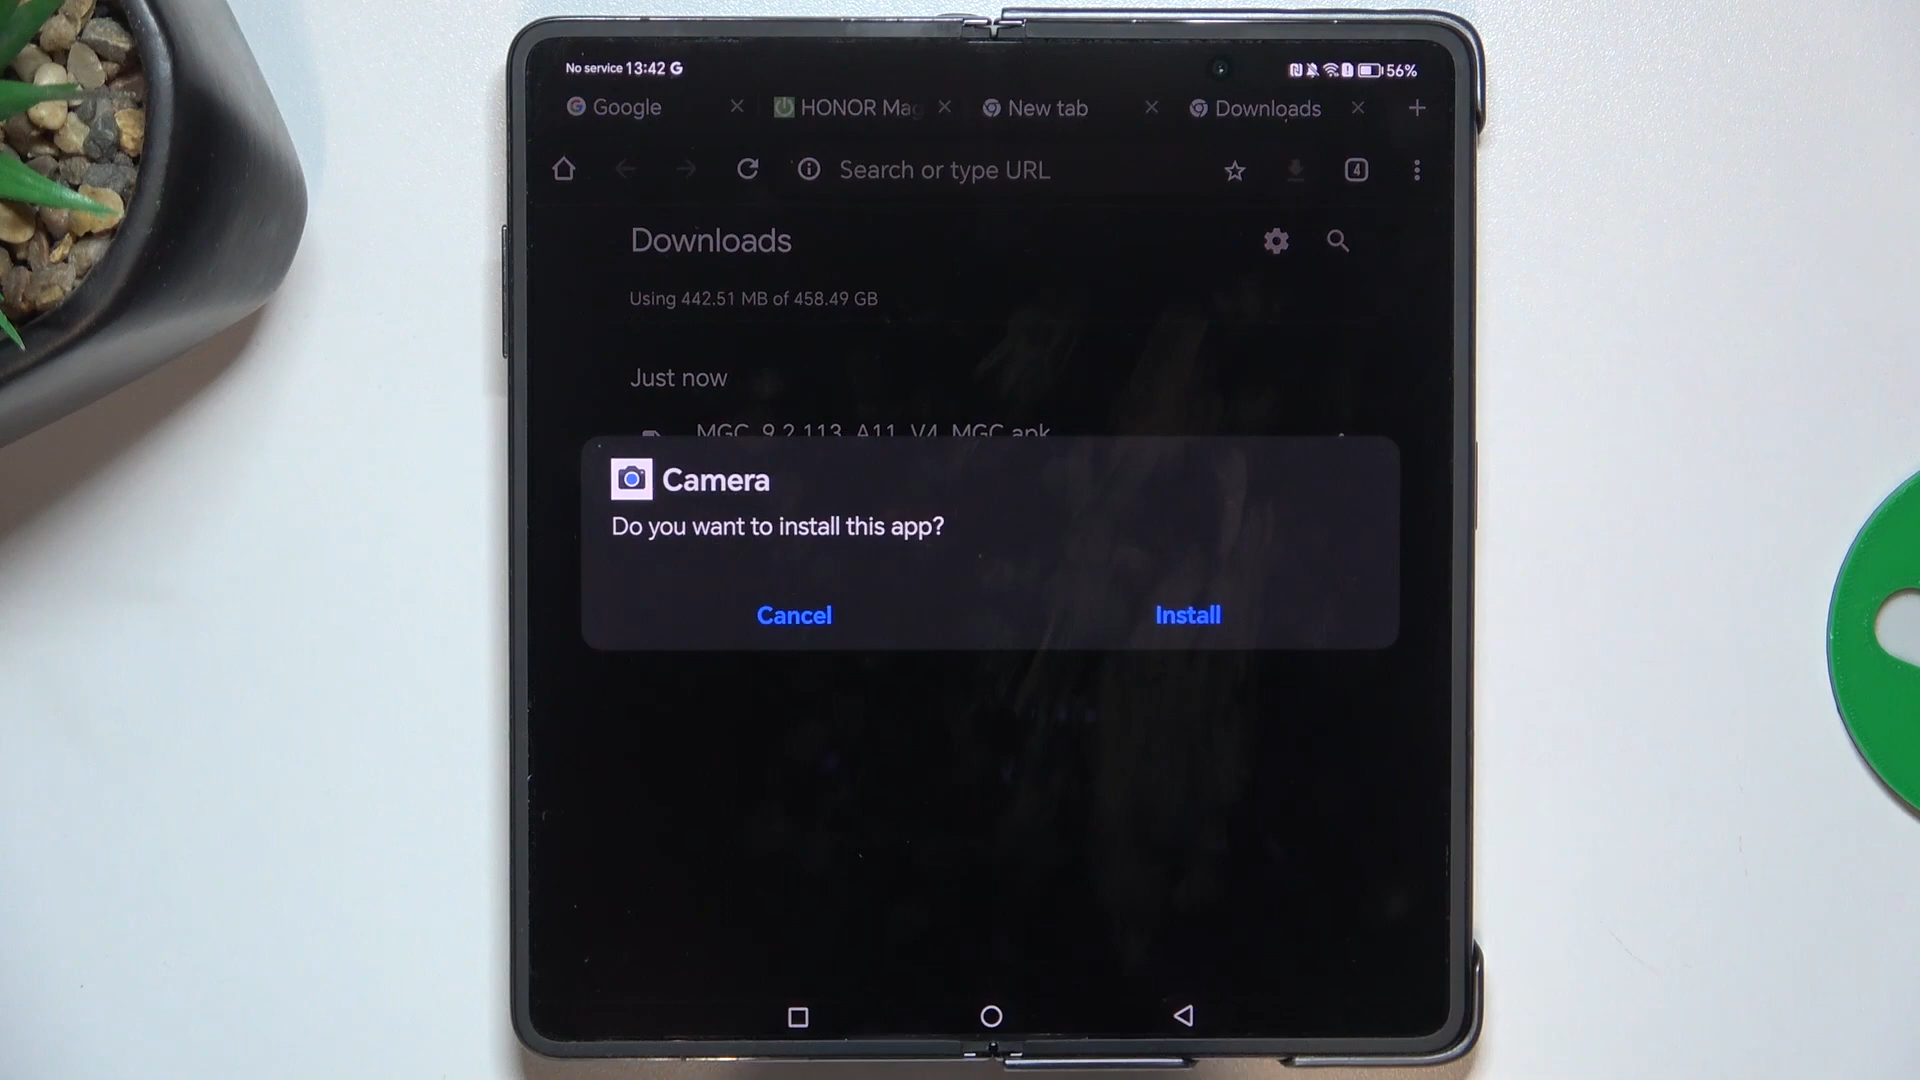 No service 13:42 G 56%
Google HONOR Mag New tab Downloads
Search or type URL 4
Downloads
Using 442.51 MB of 458.49 GB
Just now
MGC_9.2.113_A11_V4_MGC.apk
Camera
Do you want to install this app?
Cancel Install